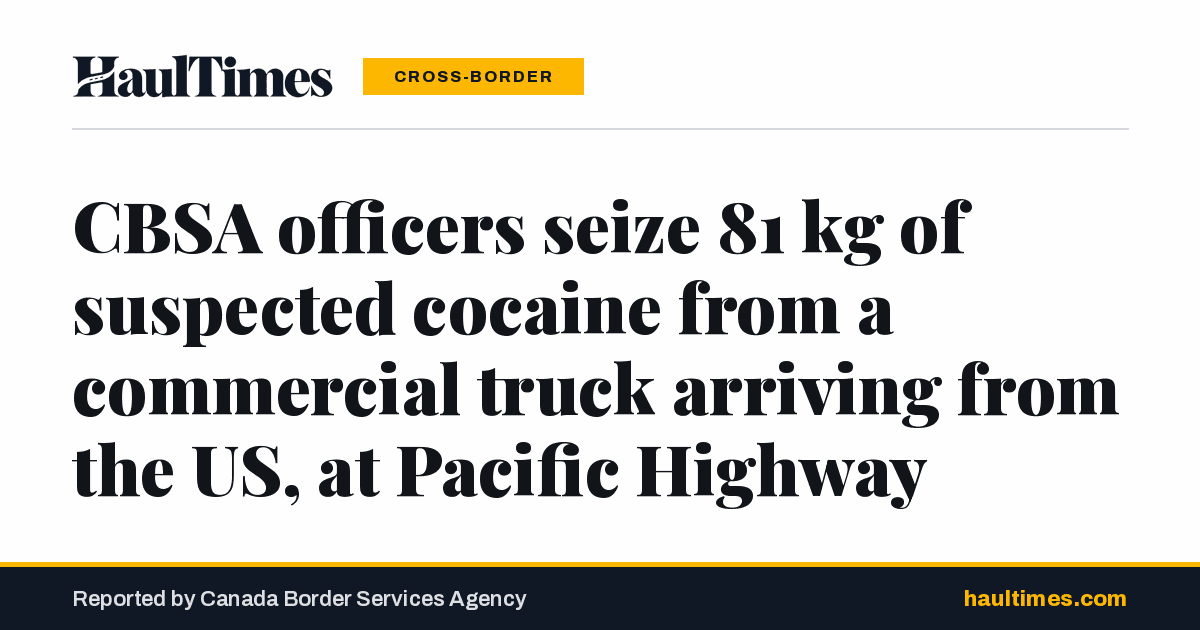 HaulTimes
CROSS-BORDER
CBSA officers seize 81 kg of
suspected cocaine from a
commercial truck arriving from
the US, at Pacific Highway
Reported by Canada Border Services Agency
haultimes.com